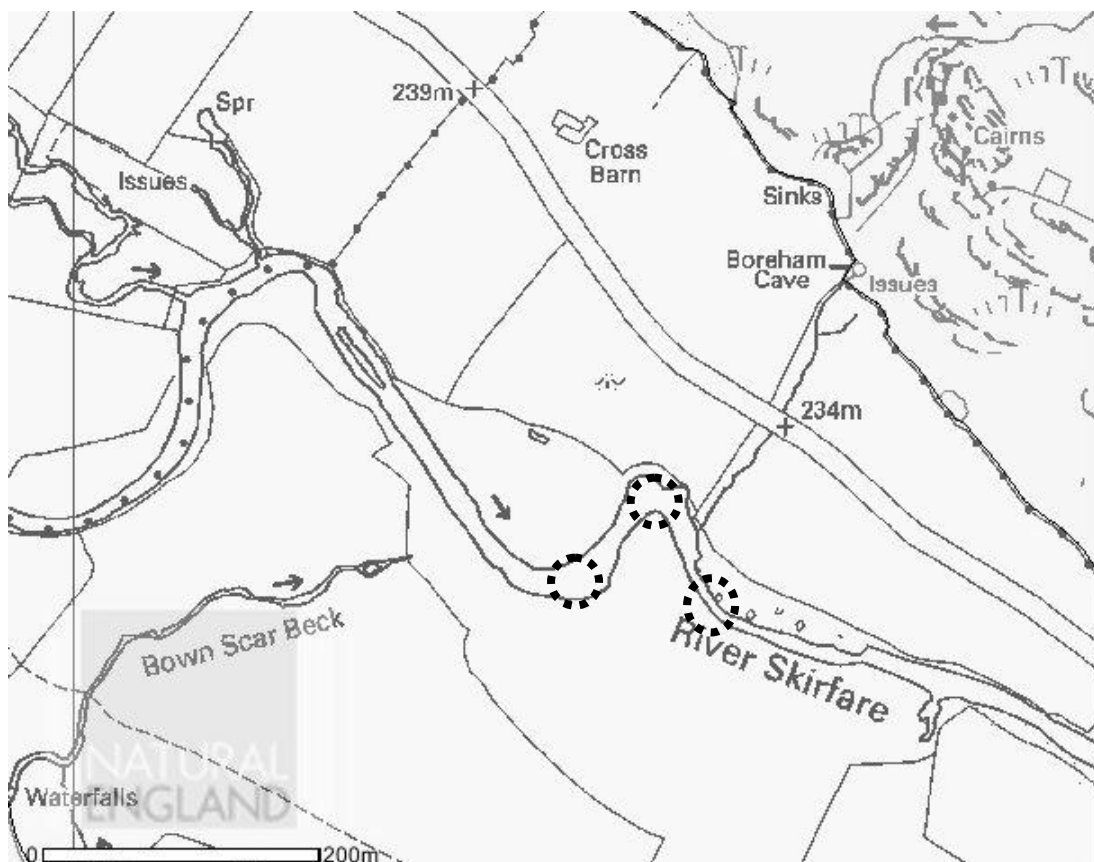 239m
Spr
Cross
Barn
Cairns
Issues
Sinks
Boreham
Cave
Issues
234m
Bown Scar Beck
River Skirfare
NATURAL
ENGLAND
Waterfalls
0
200m